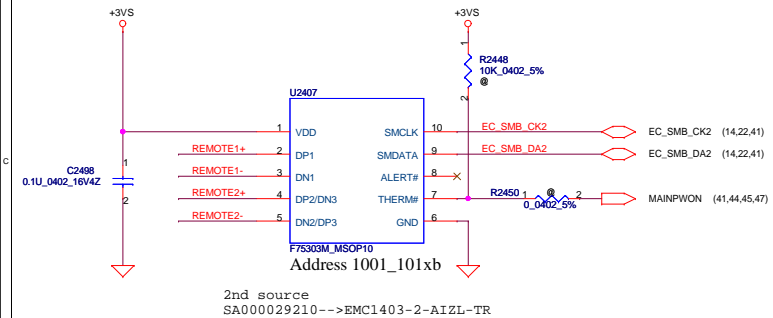 +3VS
+3VS
1
R2448
10K_0402_5%
@
2
U2407
1 VDD SMCLK 10 EC_SMB_CK2 EC_SMB_CK2 (14,22,41)
REMOTE1+ 2 DP1 SMDATA 9 EC_SMB_DA2 EC_SMB_DA2 (14,22,41)
REMOTE1- 3 DN1 ALERT# 8
REMOTE2+ 4 DP2/DN3 THERM# 7 R2450 1 @ 2 MAINPWON (41,44,45,47)
0_0402_5%
REMOTE2- 5 DN2/DP3 GND 6
C
C2498
0.1U_0402_16V4Z
1
2
F75303M_MSOP10
Address 1001_101xb
2nd source
SA000029210-->EMC1403-2-AIZL-TR